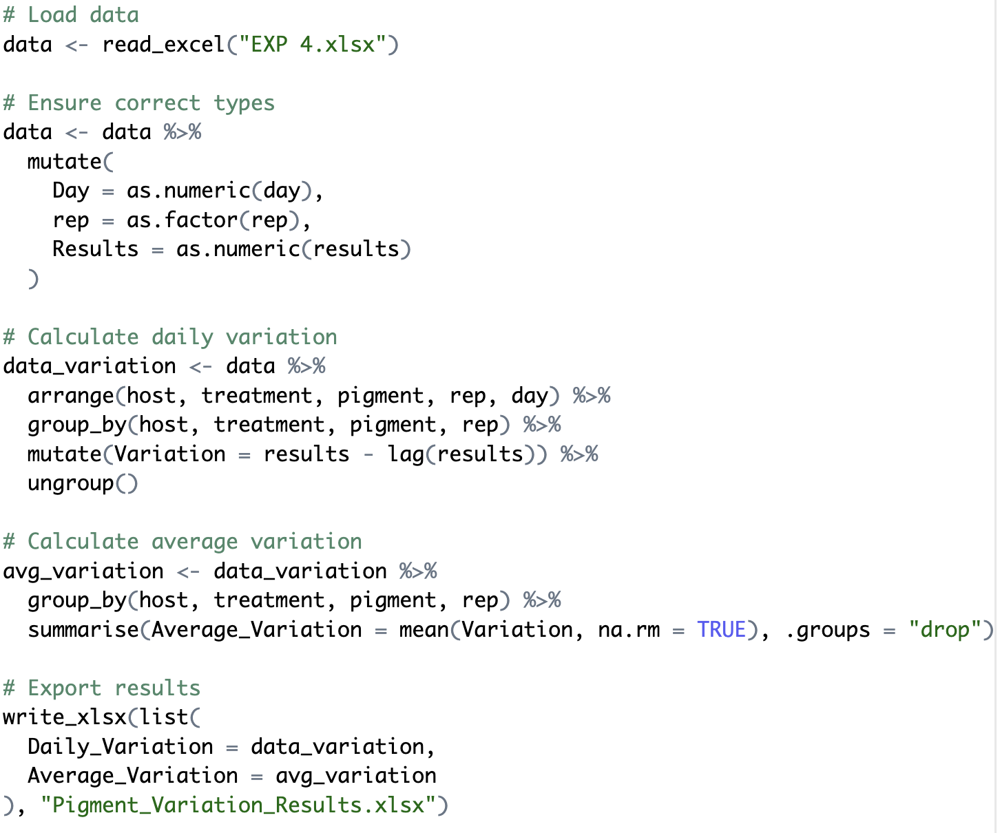 # Load data
data <- read_excel("EXP 4.xlsx")
# Ensure correct types
data <- data %>%
  mutate(
    Day = as.numeric(day),
    rep = as.factor(rep),
    Results = as.numeric(results)
  )
# Calculate daily variation
data_variation <- data %>%
  arrange(host, treatment, pigment, rep, day) %>%
  group_by(host, treatment, pigment, rep) %>%
  mutate(Variation = results - lag(results)) %>%
  ungroup()
# Calculate average variation
avg_variation <- data_variation %>%
  group_by(host, treatment, pigment, rep) %>%
  summarise(Average_Variation = mean(Variation, na.rm = TRUE), .groups = "drop")
# Export results
write_xlsx(list(
  Daily_Variation = data_variation,
  Average_Variation = avg_variation
), "Pigment_Variation_Results.xlsx")